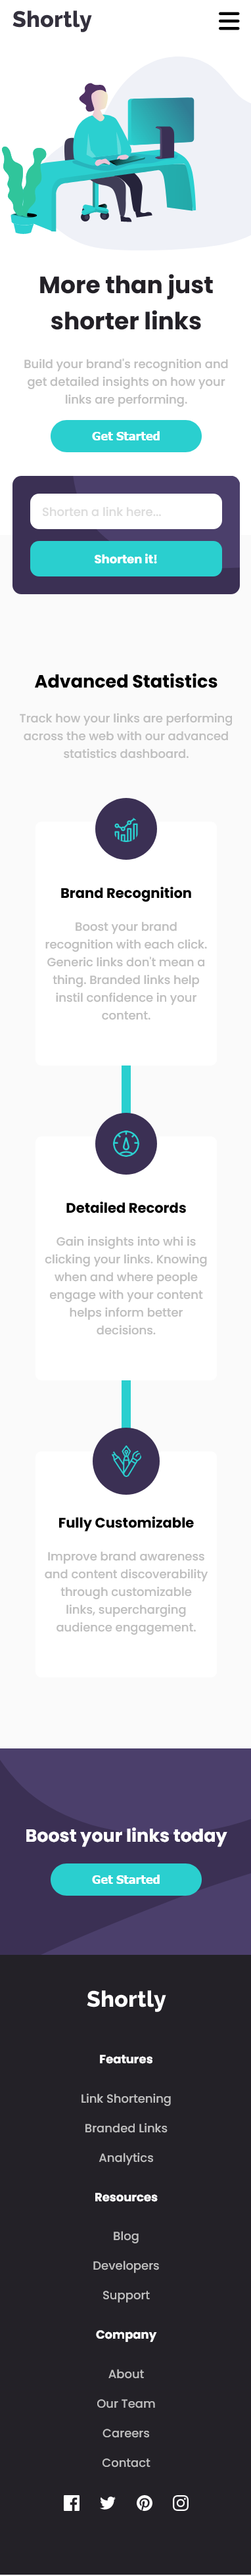 Shortly
More than just
shorter links
Build your brand's recognition and
get detailed insights on how your
links are performing.
Get Started
Shorten a link here...
Shorten it!
Advanced Statistics
Track how your links are performing
across the web with our advanced
statistics dashboard.
Brand Recognition
Boost your brand
recognition with each click.
Generic links don't mean a
thing. Branded links help
instil confidence in your
content.
Detailed Records
Gain insights into whi is
clicking your links. Knowing
when and where people
engage with your content
helps inform better
decisions.
Fully Customizable
Improve brand awareness
and content discoverability
through customizable
links, supercharging
audience engagement.
Boost your links today
Get Started
Shortly
Features
Link Shortening
Branded Links
Analytics
Resources
Blog
Developers
Support
Company
About
Our Team
Careers
Contact